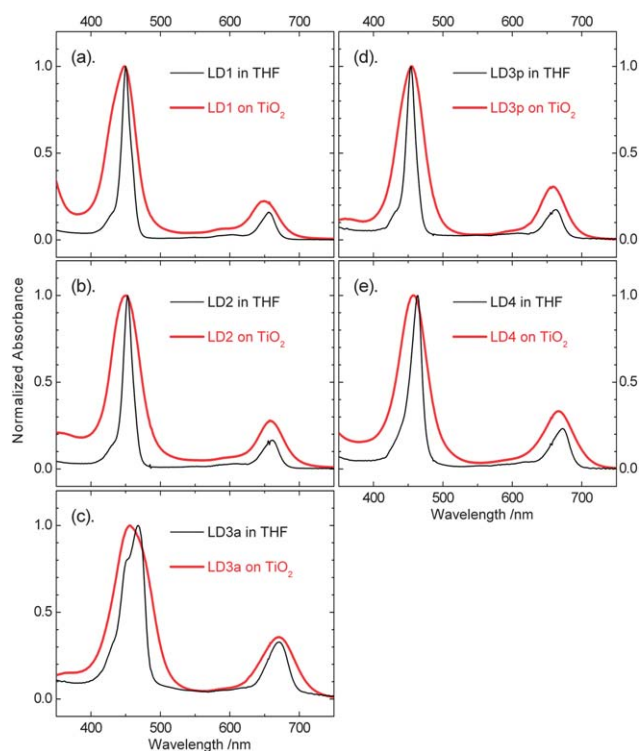 400 500 600 700
400 500 600 700
(a).
LD1 in THF
LD1 on TiO₂
1.0
0.5
0.0
(d).
LD3p in THF
LD3p on TiO₂
1.0
0.5
0.0
(b).
LD2 in THF
LD2 on TiO₂
1.0
0.5
0.0
(e).
LD4 in THF
LD4 on TiO₂
1.0
0.5
0.0
400 500 600 700
Wavelength /nm
(c).
LD3a in THF
LD3a on TiO₂
1.0
0.5
0.0
400 500 600 700
Wavelength /nm
Normalized Absorbance